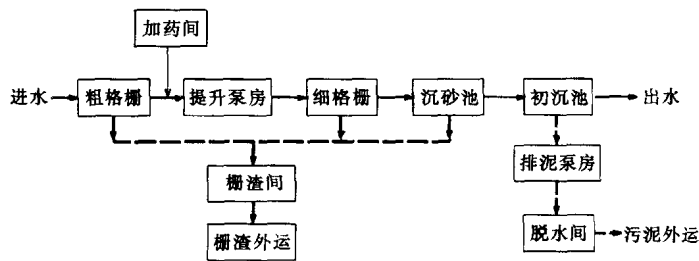 加药间
进水
粗格栅
提升泵房
细格栅
沉砂池
初沉池
出水
栅渣间
排泥泵房
栅渣外运
脱水间
污泥外运